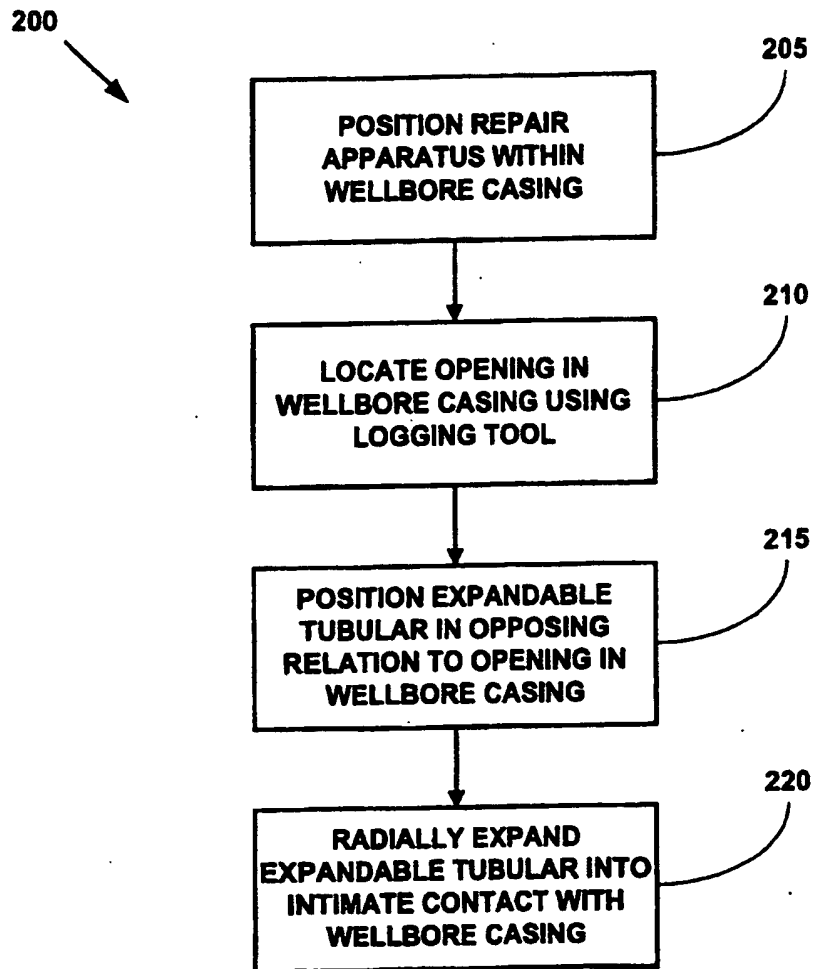 200
205
POSITION REPAIR
APPARATUS WITHIN
WELLBORE CASING
210
LOCATE OPENING IN
WELLBORE CASING USING
LOGGING TOOL
215
POSITION EXPANDABLE
TUBULAR IN OPPOSING
RELATION TO OPENING IN
WELLBORE CASING
220
RADIALLY EXPAND
EXPANDABLE TUBULAR INTO
INTIMATE CONTACT WITH
WELLBORE CASING